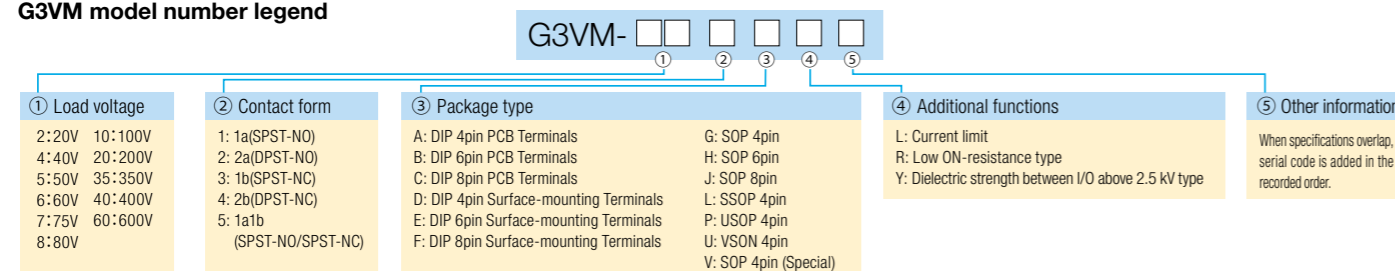 G3VM model number legend
G3VM- □□ □ □ □ □
① ② ③ ④ ⑤
① Load voltage
2:20V 10:100V
4:40V 20:200V
5:50V 35:350V
6:60V 40:400V
7:75V 60:600V
8:80V
② Contact form
1: 1a(SPST-NO)
2: 2a(DPST-NO)
3: 1b(SPST-NC)
4: 2b(DPST-NC)
5: 1a1b
(SPST-NO/SPST-NC)
③ Package type
A: DIP 4pin PCB Terminals
B: DIP 6pin PCB Terminals
C: DIP 8pin PCB Terminals
D: DIP 4pin Surface-mounting Terminals
E: DIP 6pin Surface-mounting Terminals
F: DIP 8pin Surface-mounting Terminals
G: SOP 4pin
H: SOP 6pin
J: SOP 8pin
L: SSOP 4pin
P: USOP 4pin
U: VSON 4pin
V: SOP 4pin (Special)
④ Additional functions
L: Current limit
R: Low ON-resistance type
Y: Dielectric strength between I/O above 2.5 kV type
⑤ Other information
When specifications overlap,
serial code is added in the
recorded order.